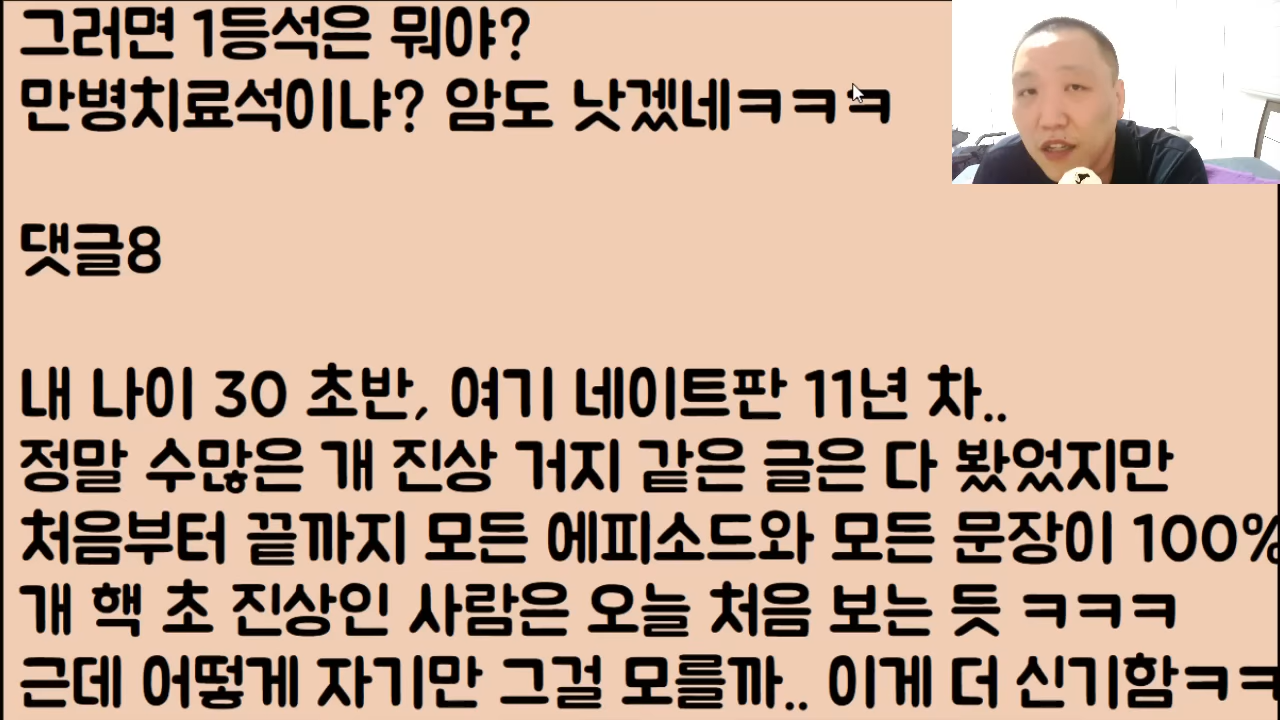 그러면 1등석은 뭐야?
만병치료석이냐? 암도 낫겠네ㅋㅋㅋ
댓글8
내 나이 30 초반, 여기 네이트판 11년 차..
정말 수많은 개 진상 거지 같은 글은 다 봤었지만
처음부터 끝까지 모든 에피소드와 모든 문장이 100%
개 핵 초 진상인 사람은 오늘 처음 보는 듯 ㅋㅋㅋ
근데 어떻게 자기만 그걸 모를까.. 이게 더 신기함ㅋㅋ